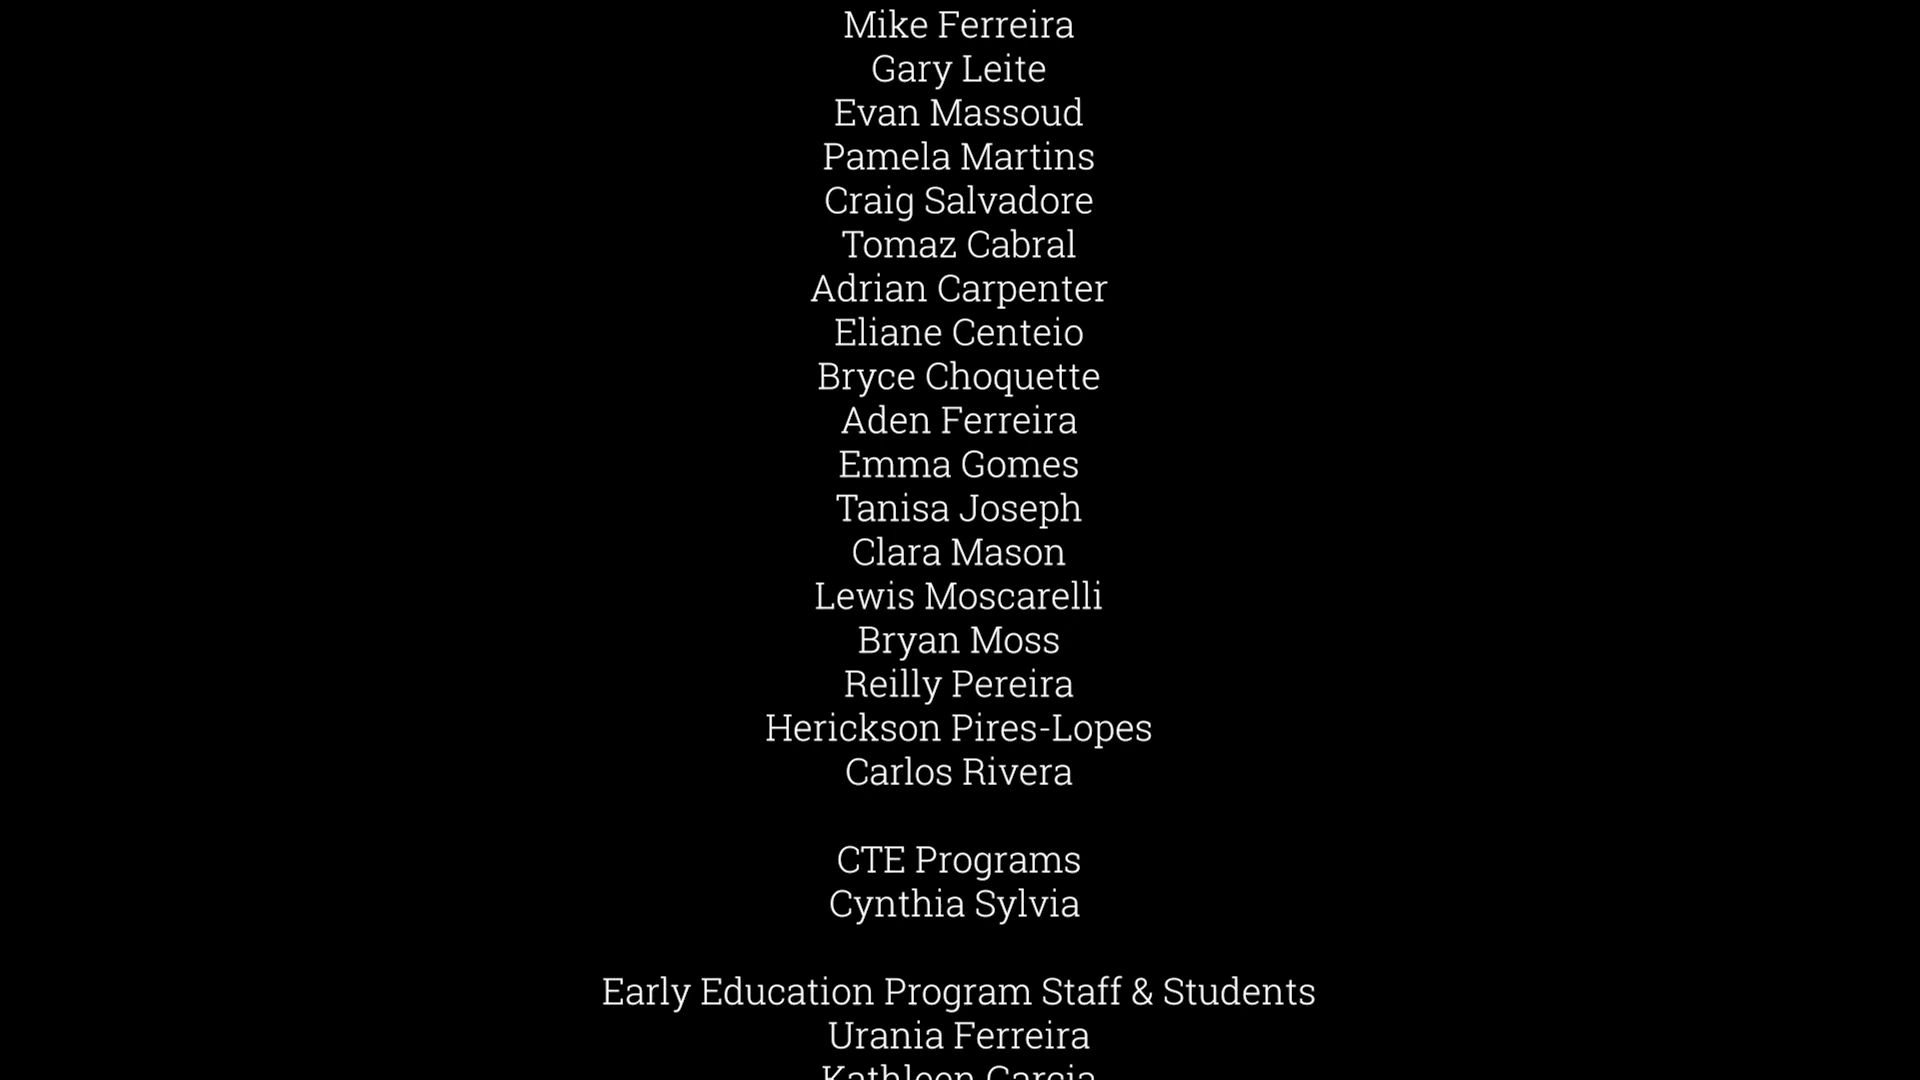 Mike Ferreira
Gary Leite
Evan Massoud
Pamela Martins
Craig Salvadore
Tomaz Cabral
Adrian Carpenter
Eliane Centeio
Bryce Choquette
Aden Ferreira
Emma Gomes
Tanisa Joseph
Clara Mason
Lewis Moscarelli
Bryan Moss
Reilly Pereira
Herickson Pires-Lopes
Carlos Rivera
CTE Programs
Cynthia Sylvia
Early Education Program Staff & Students
Urania Ferreira
Kathleen Garcia